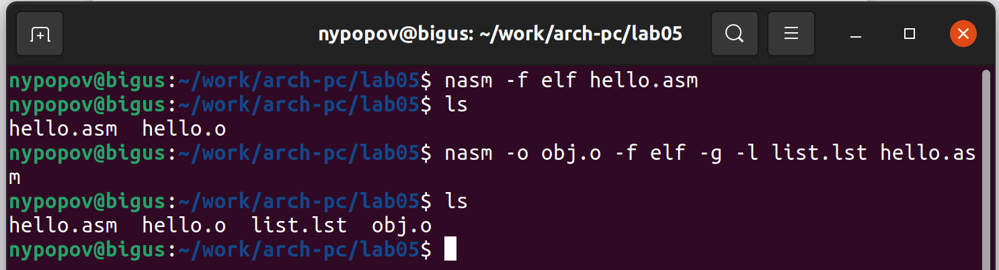 nypopov@bigus: ~/work/arch-pc/lab05
nypopov@bigus:~/work/arch-pc/lab05$ nasm -f elf hello.asm
nypopov@bigus:~/work/arch-pc/lab05$ ls
hello.asm  hello.o
nypopov@bigus:~/work/arch-pc/lab05$ nasm -o obj.o -f elf -g -l list.lst hello.as
m
nypopov@bigus:~/work/arch-pc/lab05$ ls
hello.asm  hello.o  list.lst  obj.o
nypopov@bigus:~/work/arch-pc/lab05$